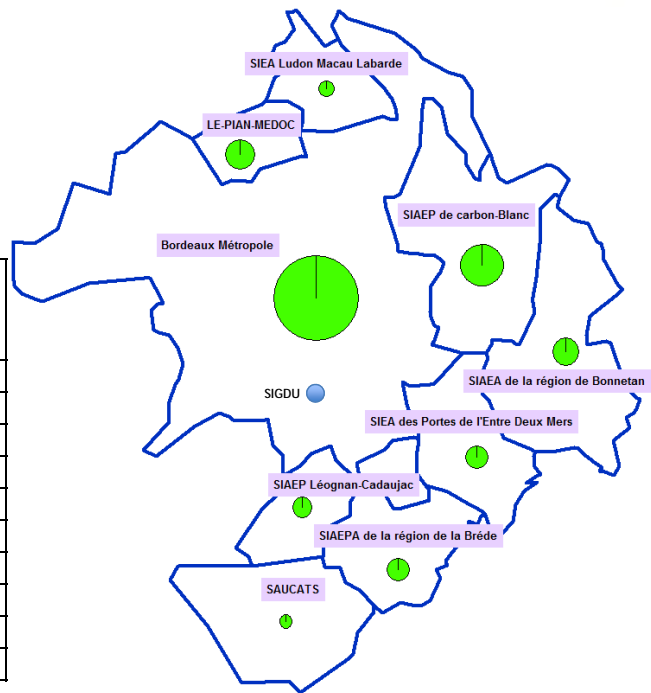 SIEA Ludon Macau Labarde
LE-PIAN-MEDOC
SIAEP de carbon-Blanc
Bordeaux Métropole
SIAEA de la région de Bonnetan
SIGDU
SIEA des Portes de l'Entre Deux Mers
SIAEP Léognan-Cadaujac
SIAEPA de la région de la Bréde
SAUCATS